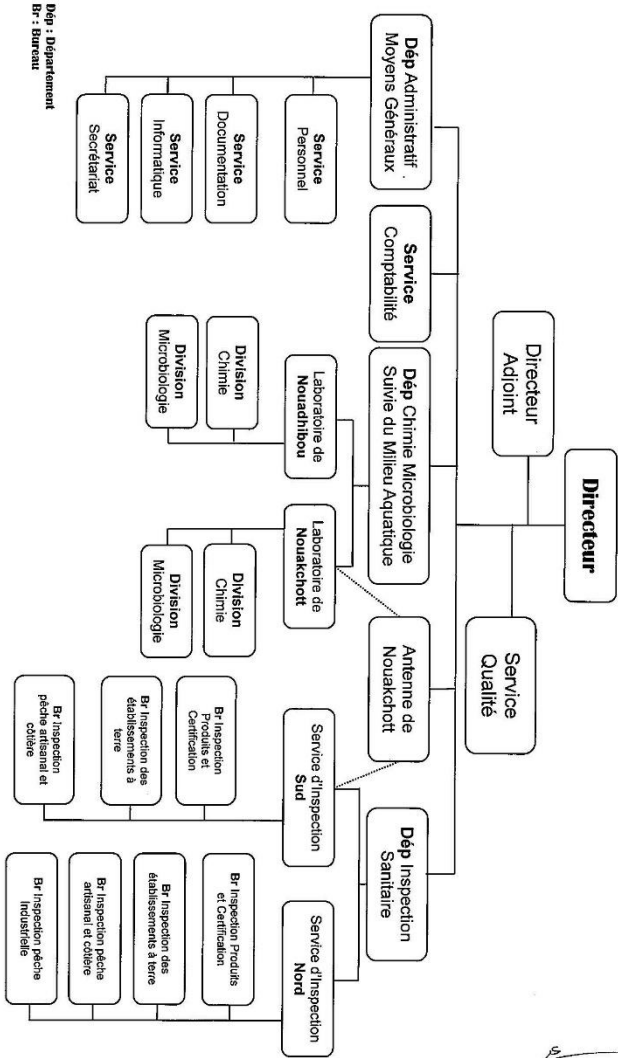 Directeur
Directeur
Adjoint
Service
Qualité
Dép Administratif .
Moyens Généraux
Service
Comptabilité
Dép Chimie Microbiologie
Suivie du Milieu Aquatique
Antenne de
Nouakchott
Dép Inspection
Sanitaire
Service
Personnel
Service
Documentation
Service
Informatique
Service
Secrétariat
Laboratoire de
Nouadhibou
Division
Chimie
Division
Microbiologie
Laboratoire de
Nouakchott
Division
Chimie
Division
Microbiologie
Service d'Inspection
Sud
Br Inspection
Produits et
Certification
Br Inspection des
établissements à
terre
Br Inspection
pêche artisanal et
côtière
Service d'Inspection
Nord
Br Inspection Produits
et Certification
Br Inspection des
établissements à terre
Br Inspection pêche
artisanal et côtière
Br Inspection pêche
Industrielle
Dép : Département
Br : Bureau